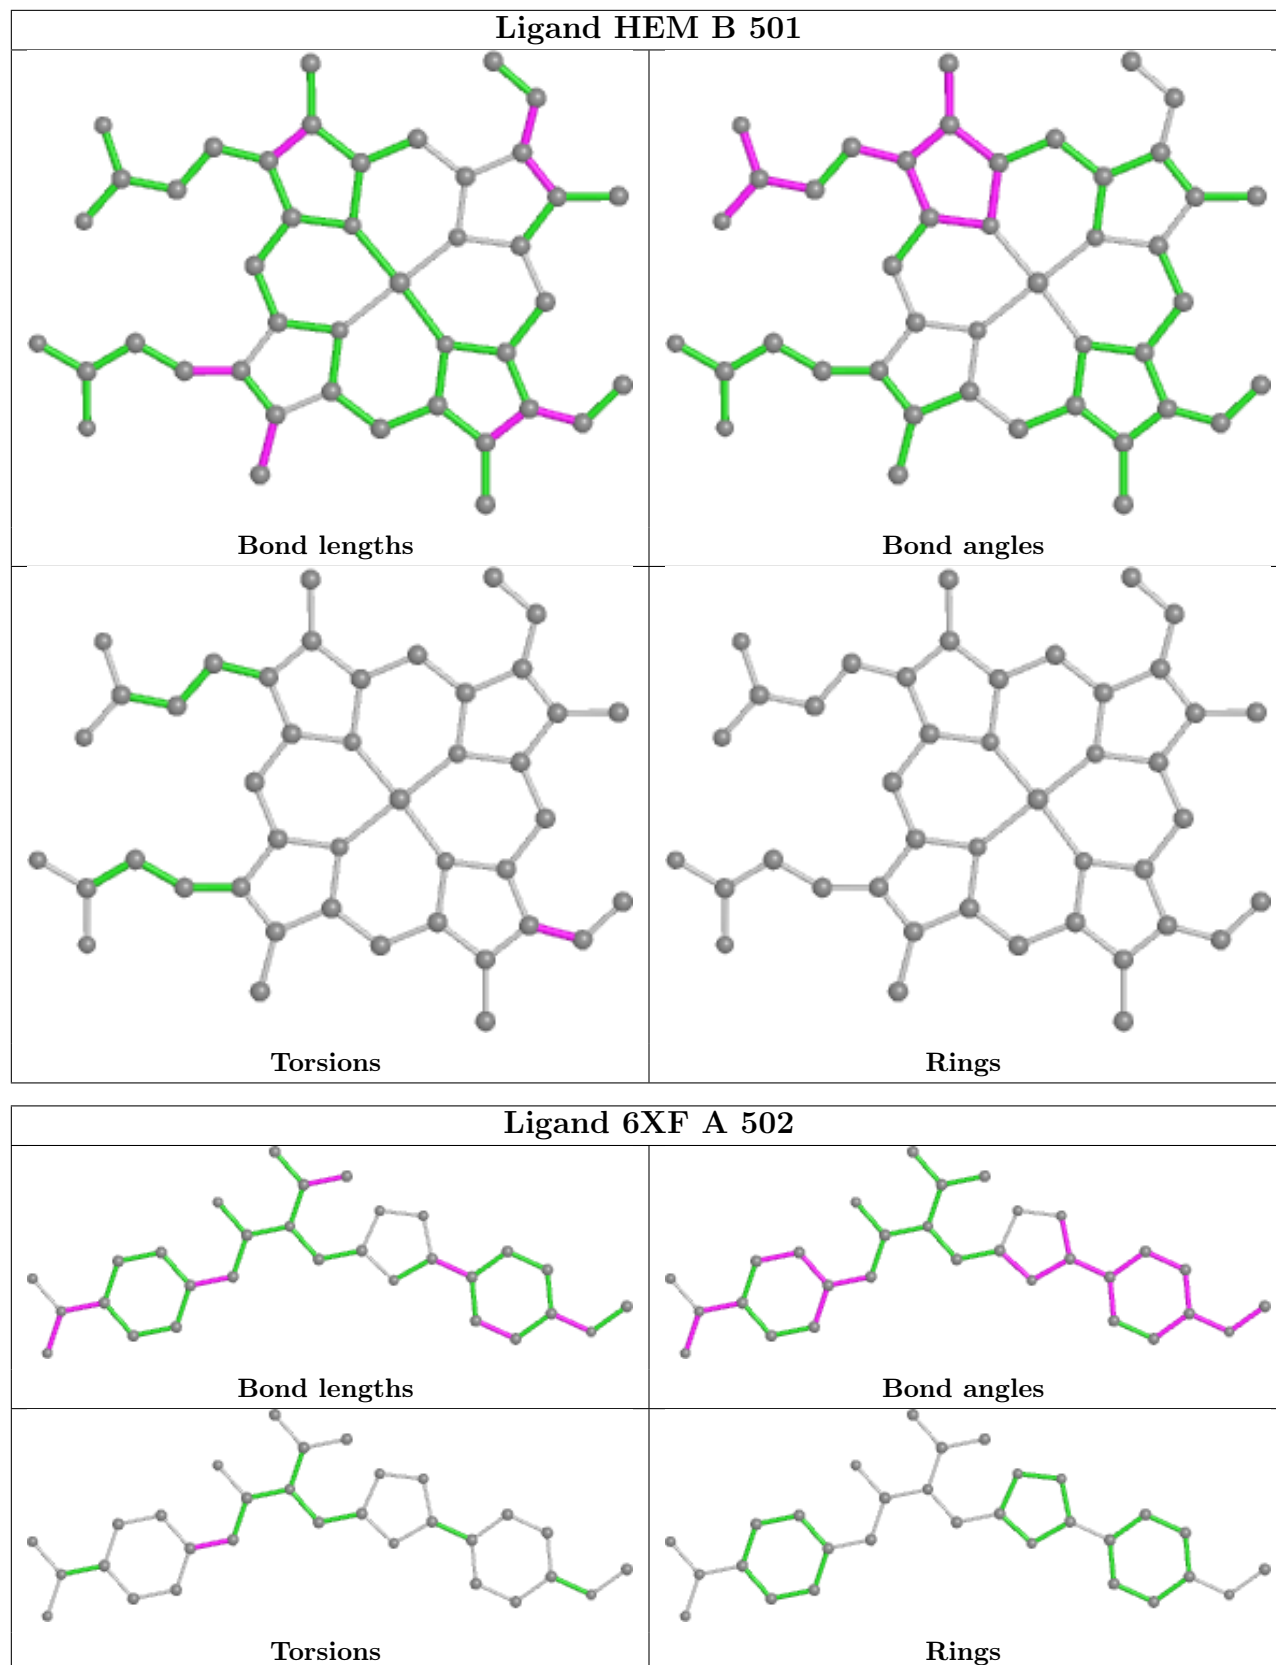 Ligand HEM B 501
Bond lengths
Bond angles
Torsions
Rings
Ligand 6XF A 502
Bond lengths
Bond angles
Torsions
Rings